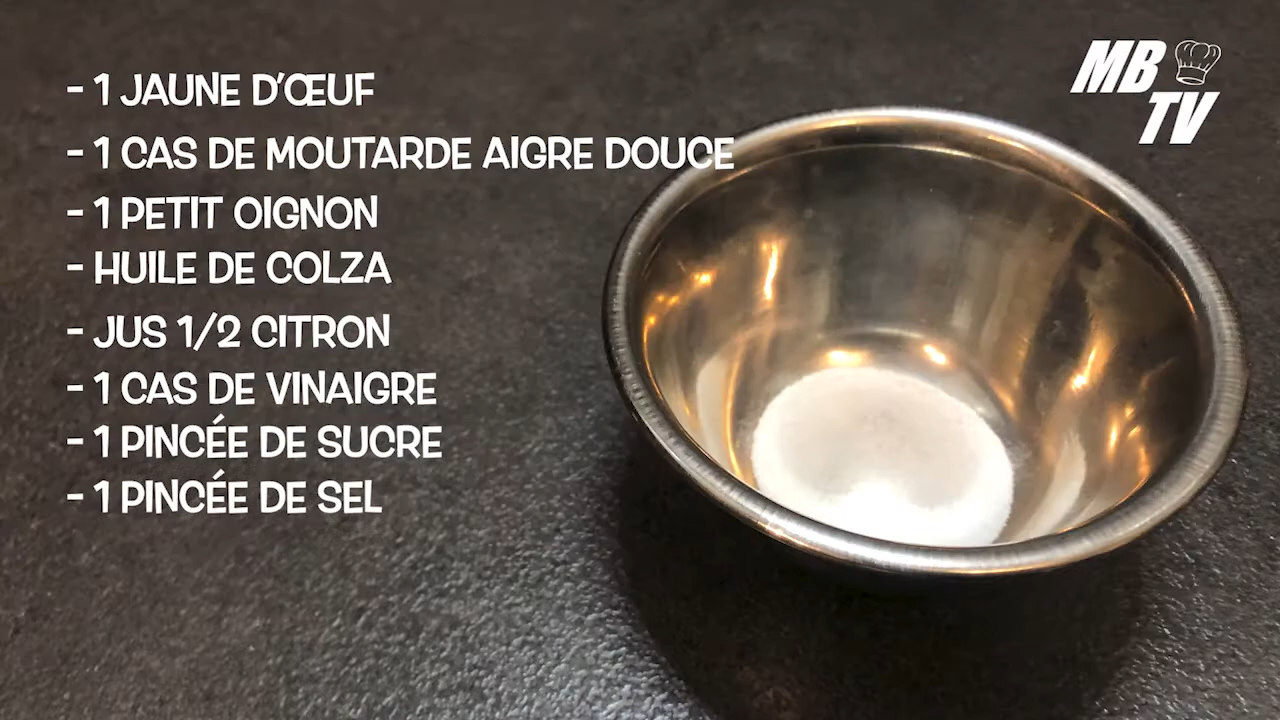 - 1 JAUNE D'ŒUF
- 1 CAS DE MOUTARDE AIGRE DOUCE
- 1 PETIT OIGNON
- HUILE DE COLZA
- JUS 1/2 CITRON
- 1 CAS DE VINAIGRE
- 1 PINCÉE DE SUCRE
- 1 PINCÉE DE SEL
MB
TV